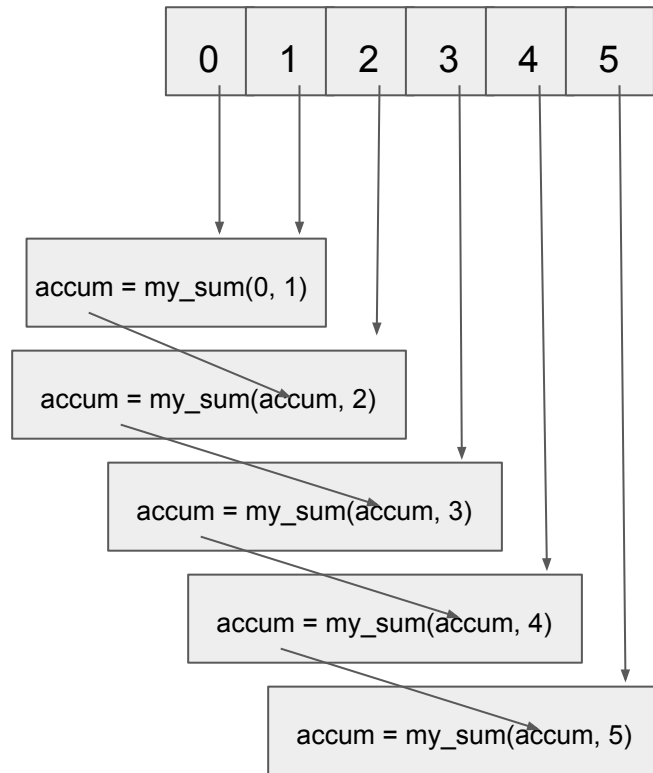 0 1 2 3 4 5
accum = my_sum(0, 1)
accum = my_sum(accum, 2)
accum = my_sum(accum, 3)
accum = my_sum(accum, 4)
accum = my_sum(accum, 5)